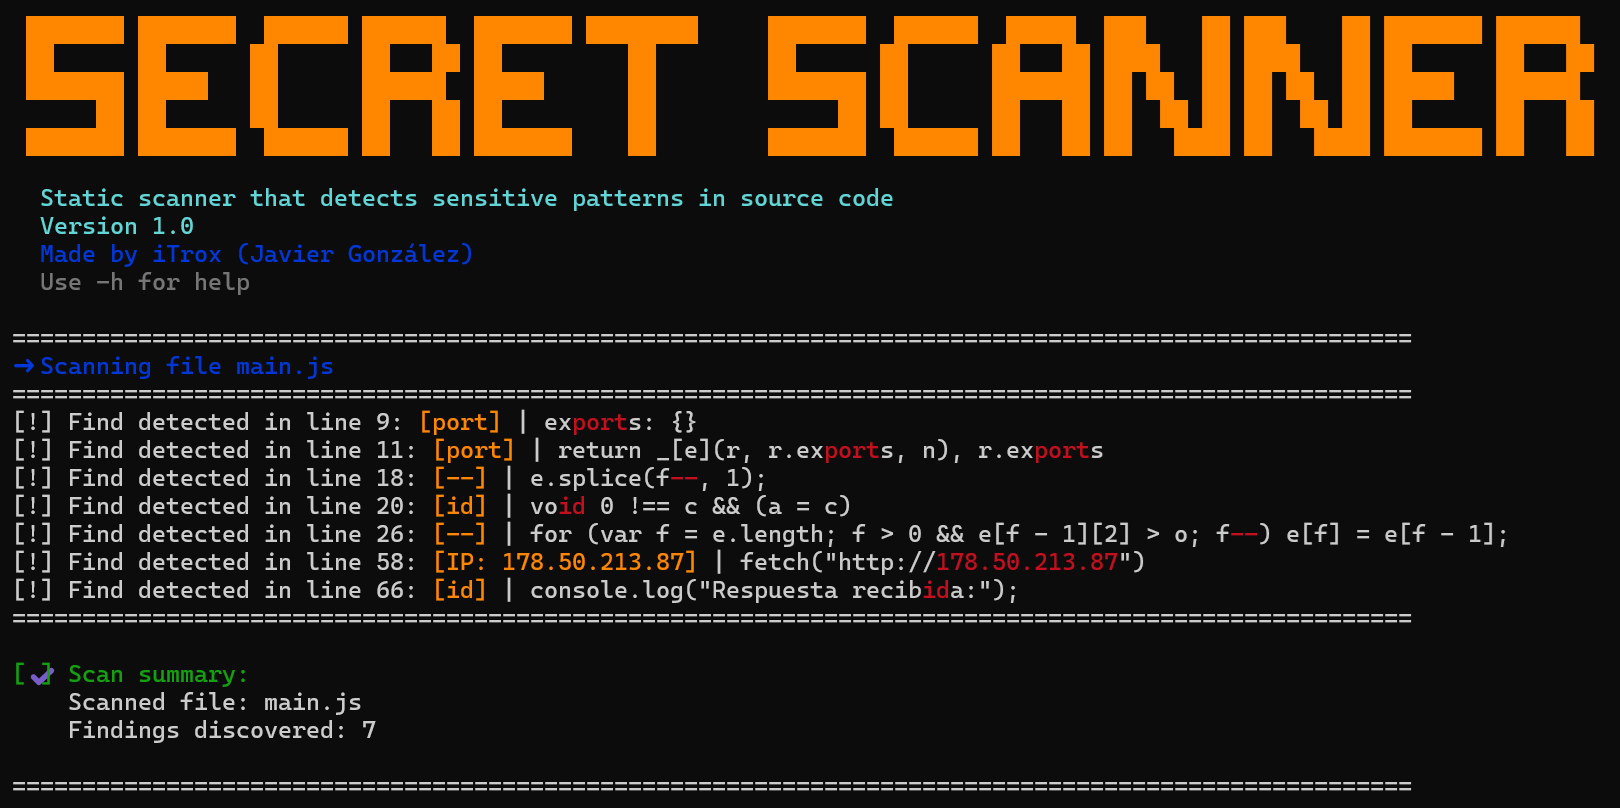 SECRET SCANNER
Static scanner that detects sensitive patterns in source code
Version 1.0
Made by iTrox (Javier González)
Use -h for help
====================================================================================================
➜ Scanning file main.js
====================================================================================================
[!] Find detected in line 9: [port] | exports: {}
[!] Find detected in line 11: [port] | return _[e](r, r.exports, n), r.exports
[!] Find detected in line 18: [--] | e.splice(f--, 1);
[!] Find detected in line 20: [id] | void 0 !== c && (a = c)
[!] Find detected in line 26: [--] | for (var f = e.length; f > 0 && e[f - 1][2] > o; f--) e[f] = e[f - 1];
[!] Find detected in line 58: [IP: 178.50.213.87] | fetch("http://178.50.213.87")
[!] Find detected in line 66: [id] | console.log("Respuesta recibida:");
====================================================================================================
[✔] Scan summary:
Scanned file: main.js
Findings discovered: 7
====================================================================================================